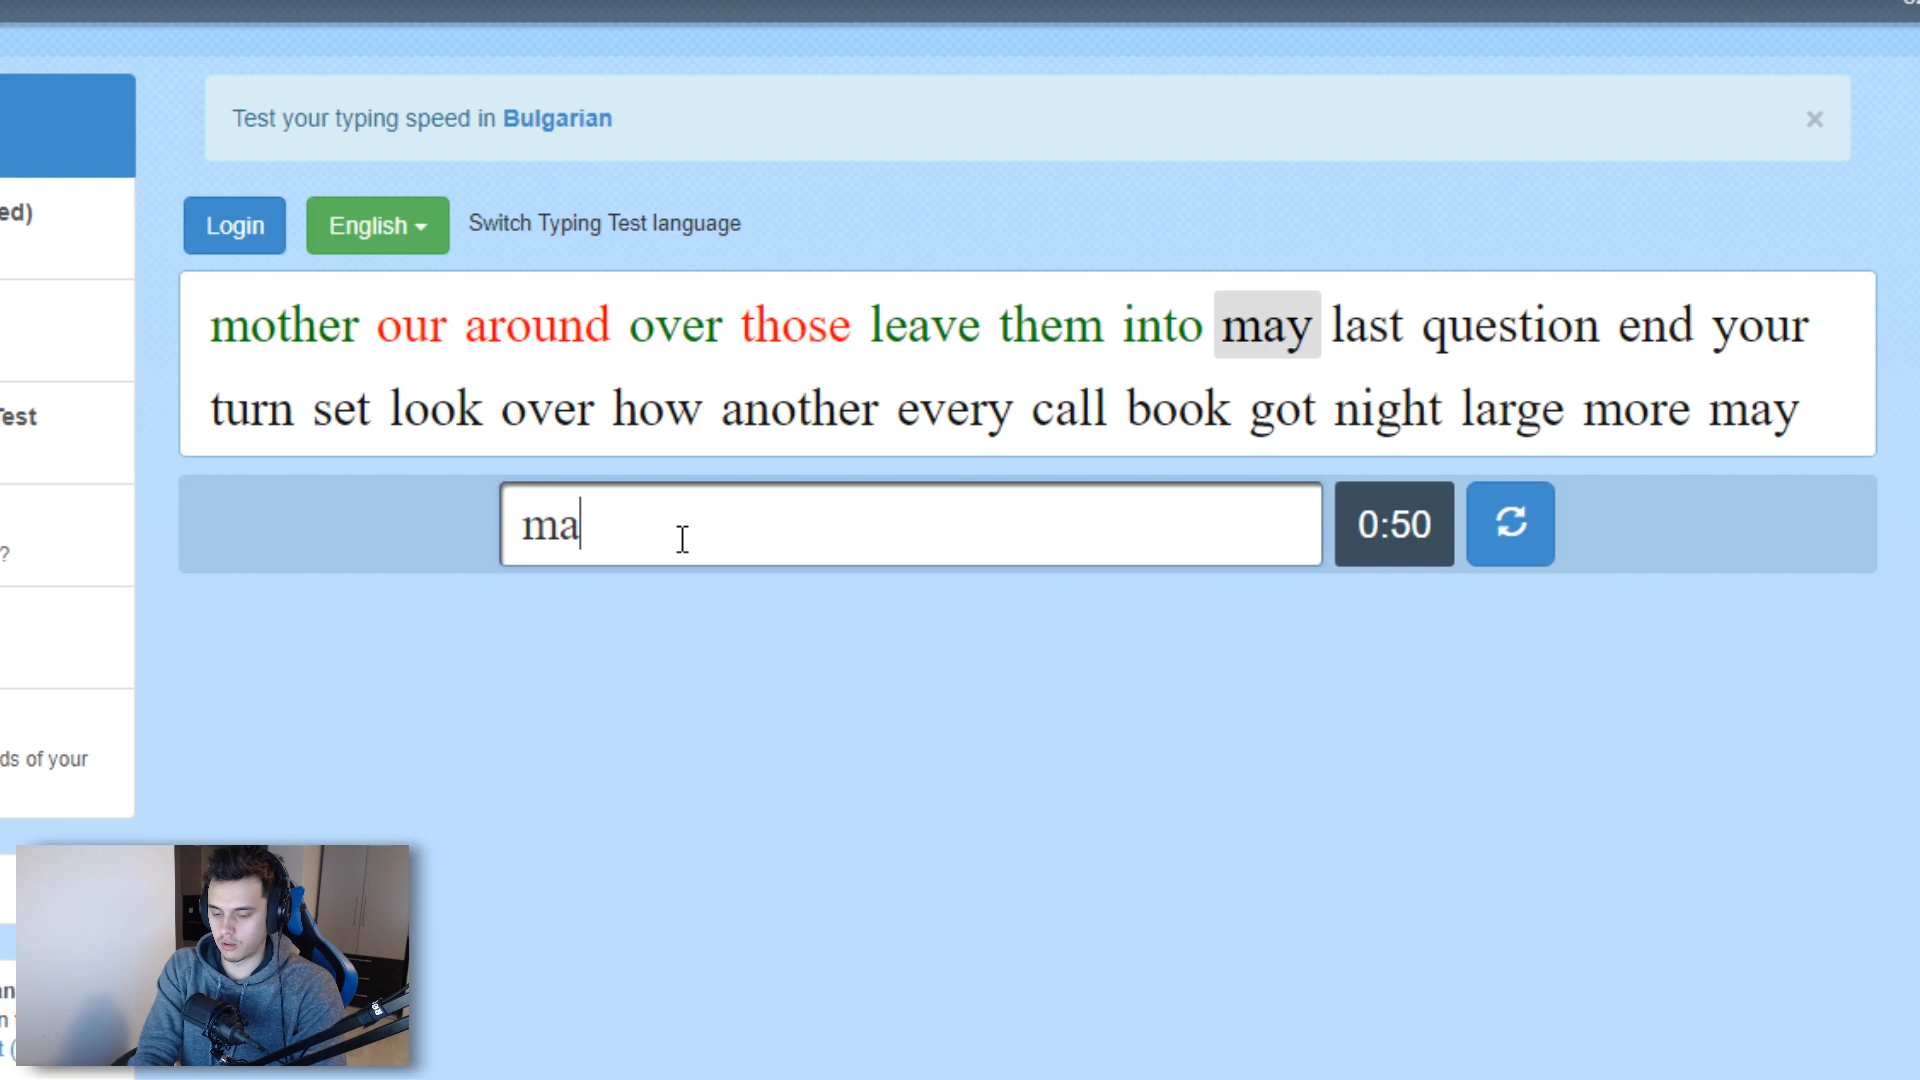 Test your typing speed in Bulgarian ×
ed)
Login English Switch Typing Test language
mother our around over those leave them into may last question end your
turn set look over how another every call book got night large more may
Test
ma 0:50
?
ds of your